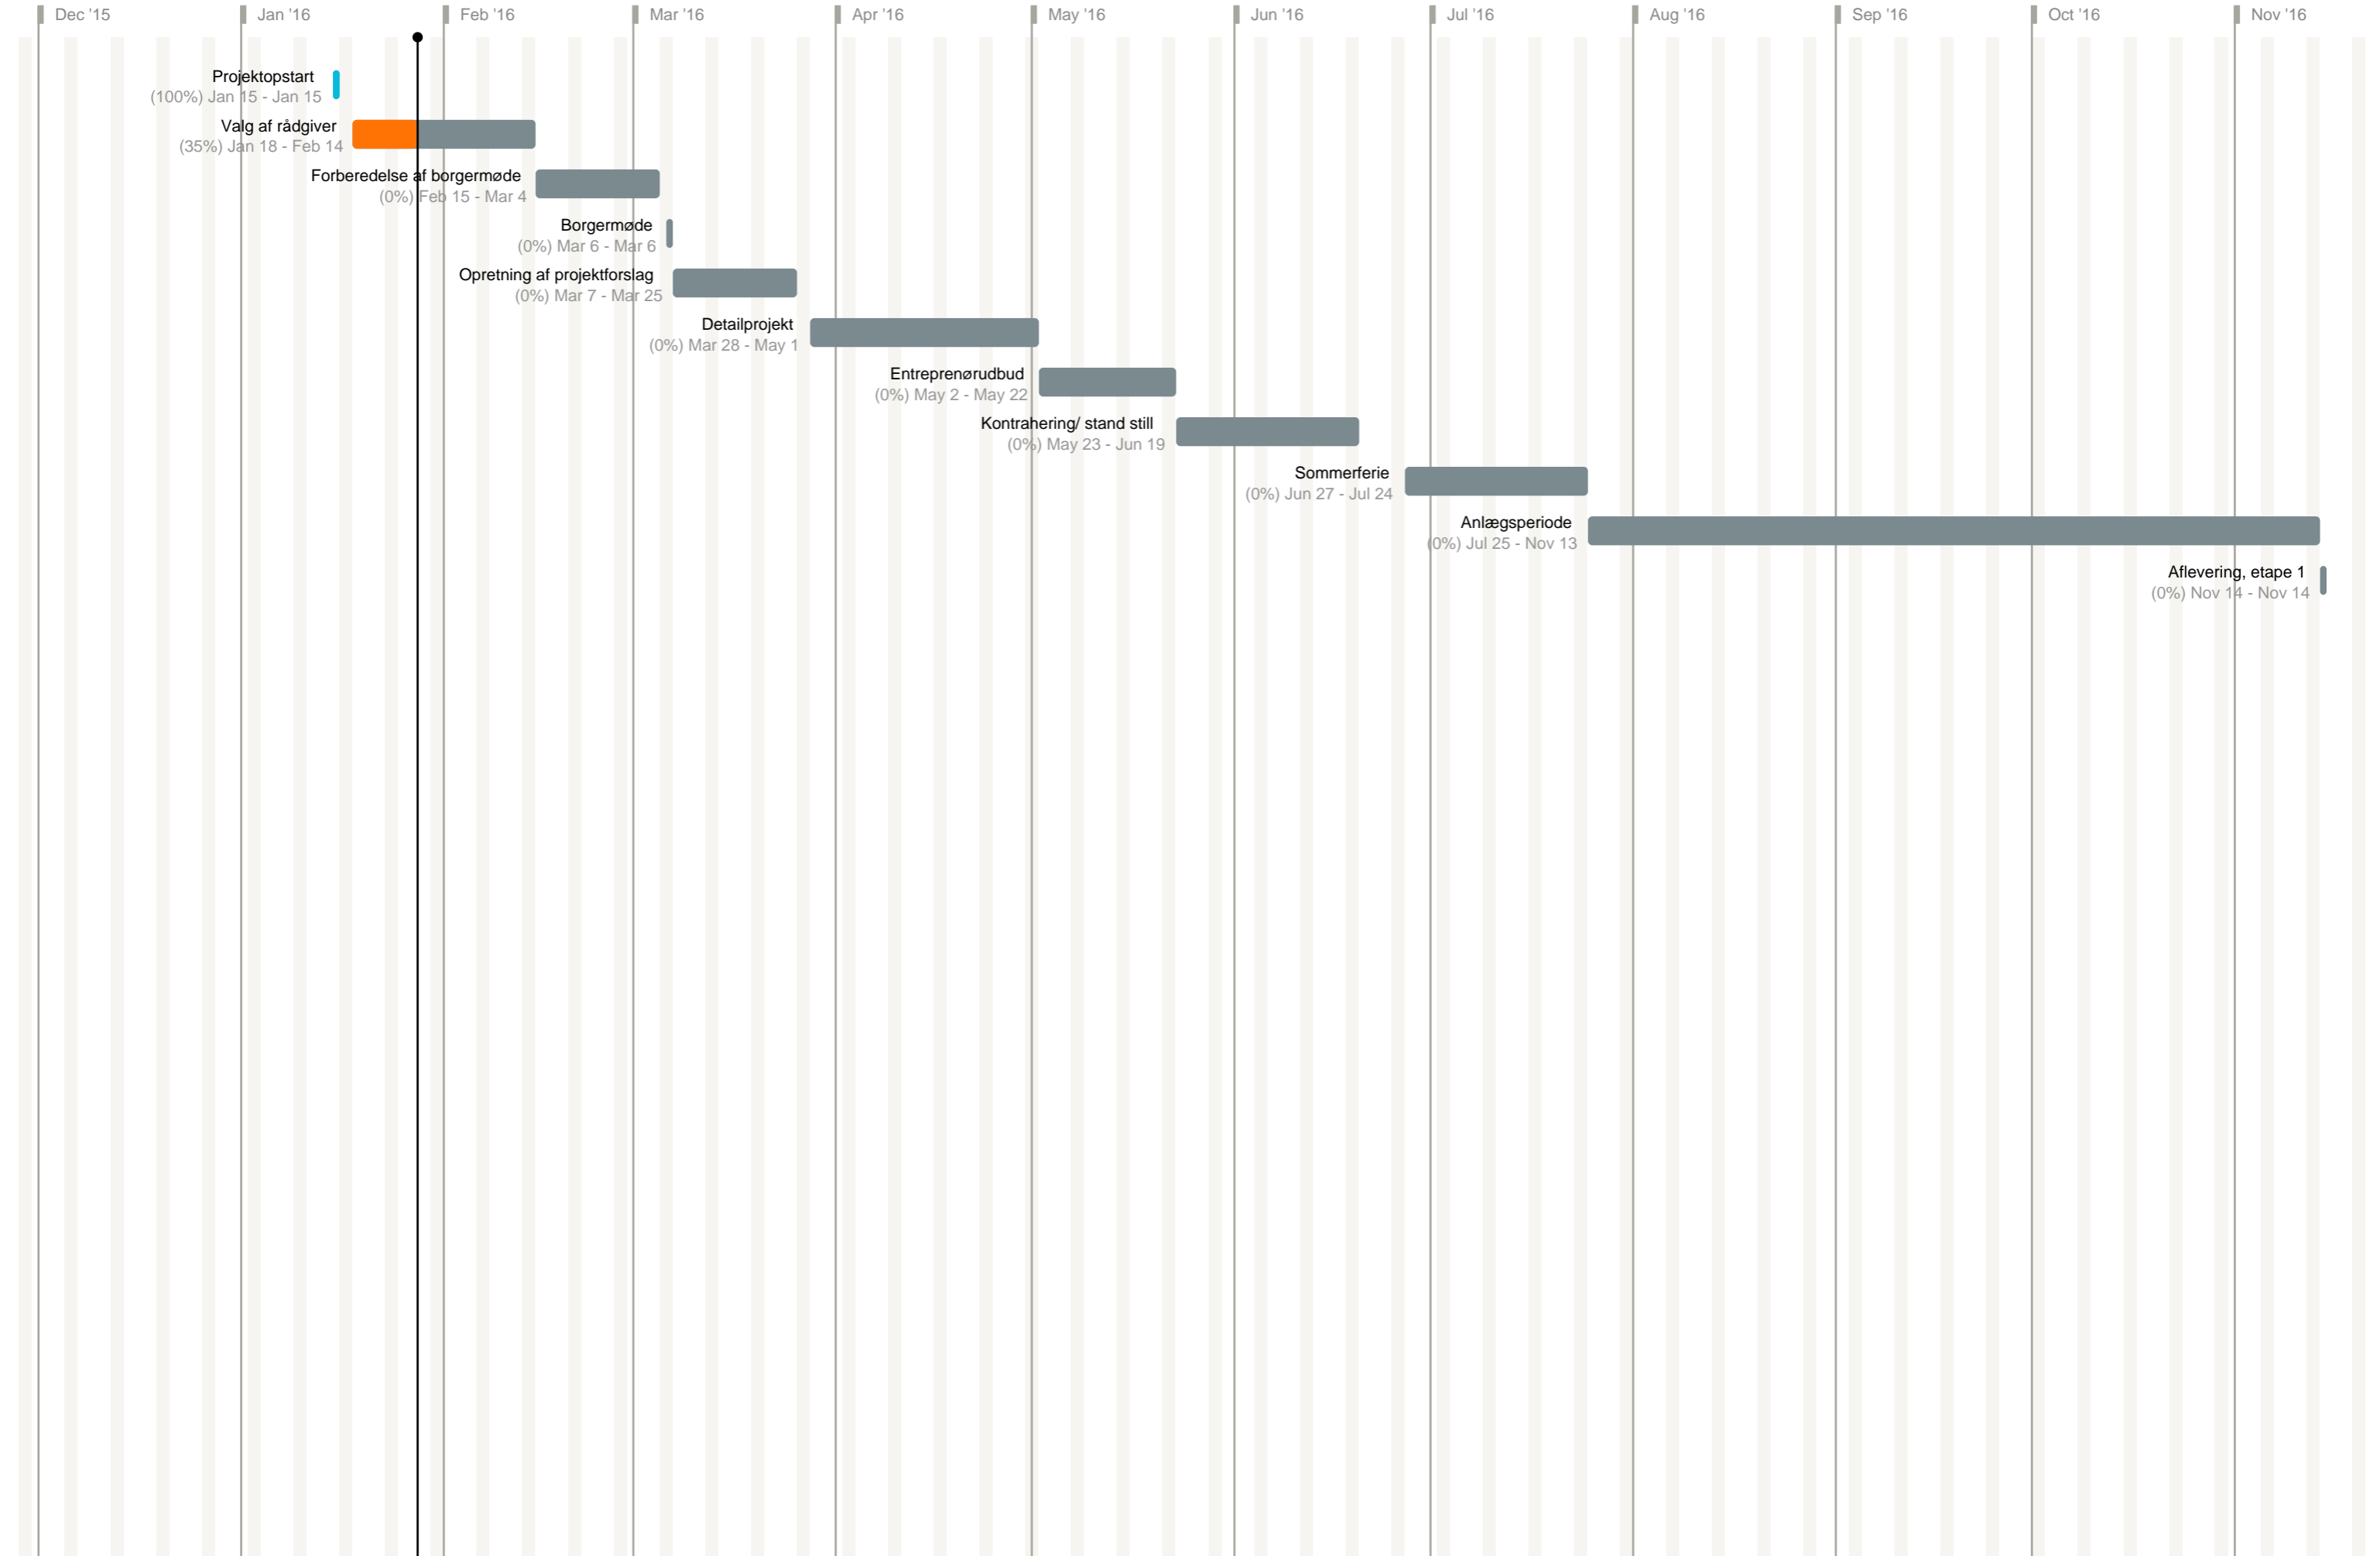 Dec '15
Jan '16
Feb '16
Mar '16
Apr '16
May '16
Jun '16
Jul '16
Aug '16
Sep '16
Oct '16
Nov '16
Projektopstart
(100%) Jan 15 - Jan 15
Valg af rådgiver
(35%) Jan 18 - Feb 14
Forberedelse af borgermøde
(0%) Feb 15 - Mar 4
Borgermøde
(0%) Mar 6 - Mar 6
Opretning af projektforslag
(0%) Mar 7 - Mar 25
Detailprojekt
(0%) Mar 28 - May 1
Entreprenørudbud
(0%) May 2 - May 22
Kontrahering/ stand still
(0%) May 23 - Jun 19
Sommerferie
(0%) Jun 27 - Jul 24
Anlægsperiode
(0%) Jul 25 - Nov 13
Aflevering, etape 1
(0%) Nov 14 - Nov 14